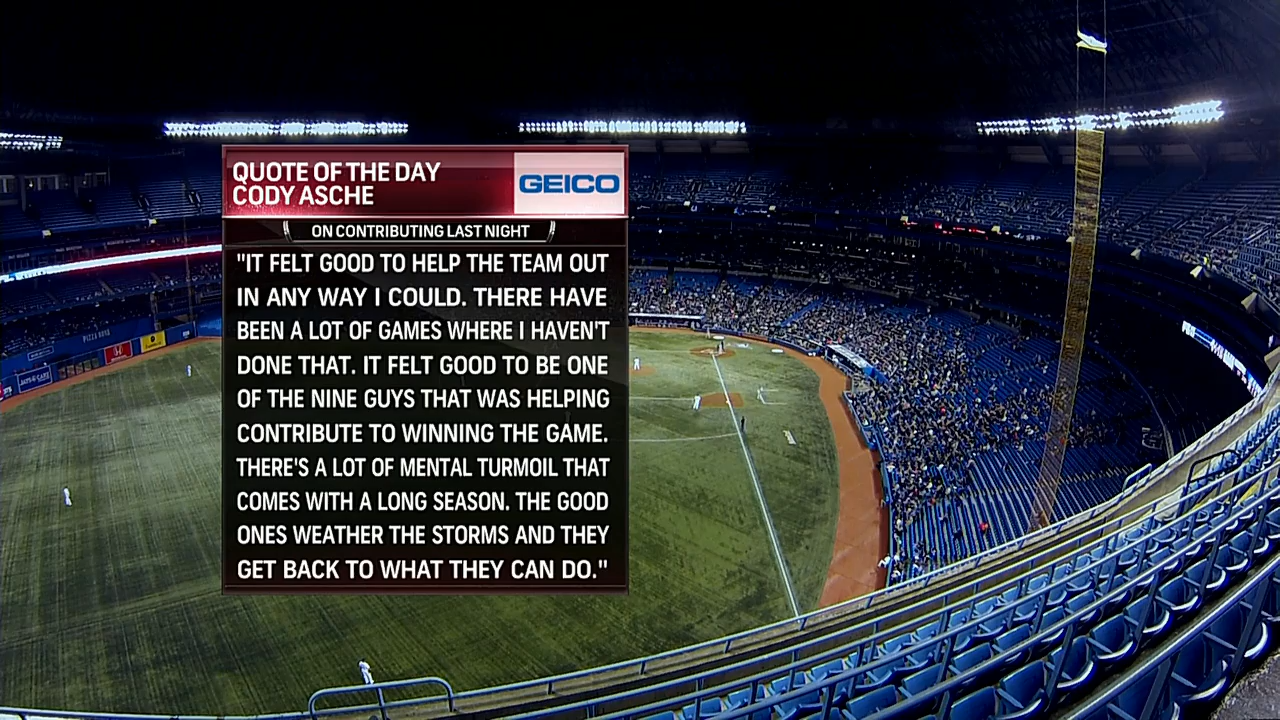 QUOTE OF THE DAY
CODY ASCHE
GEICO
ON CONTRIBUTING LAST NIGHT
"IT FELT GOOD TO HELP THE TEAM OUT
IN ANY WAY I COULD. THERE HAVE
BEEN A LOT OF GAMES WHERE I HAVEN'T
DONE THAT. IT FELT GOOD TO BE ONE
OF THE NINE GUYS THAT WAS HELPING
CONTRIBUTE TO WINNING THE GAME.
THERE'S A LOT OF MENTAL TURMOIL THAT
COMES WITH A LONG SEASON. THE GOOD
ONES WEATHER THE STORMS AND THEY
GET BACK TO WHAT THEY CAN DO."
PIZZA NOVA
HONDA